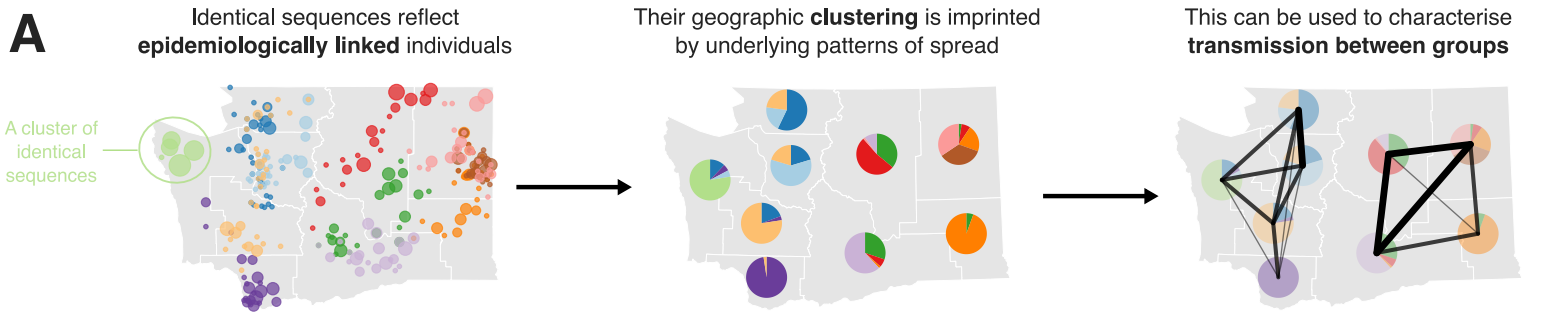 A
Identical sequences reflect
epidemiologically linked individuals
A cluster of
identical
sequences
Their geographic clustering is imprinted
by underlying patterns of spread
This can be used to characterise
transmission between groups